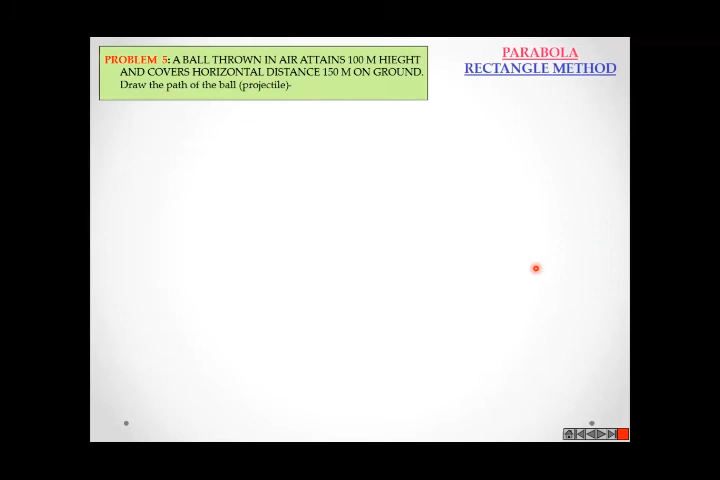 PROBLEM 5: A BALL THROWN IN AIR ATTAINS 100 M HIEGHT
AND COVERS HORIZONTAL DISTANCE 150 M ON GROUND.
Draw the path of the ball (projectile)-
PARABOLA
RECTANGLE METHOD